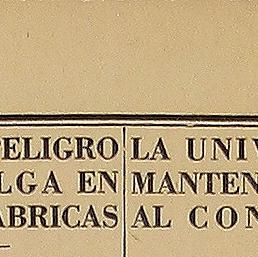 PELIGRO
LGA EN
ABRICAS
LA UNIV
MANTEN
AL CON